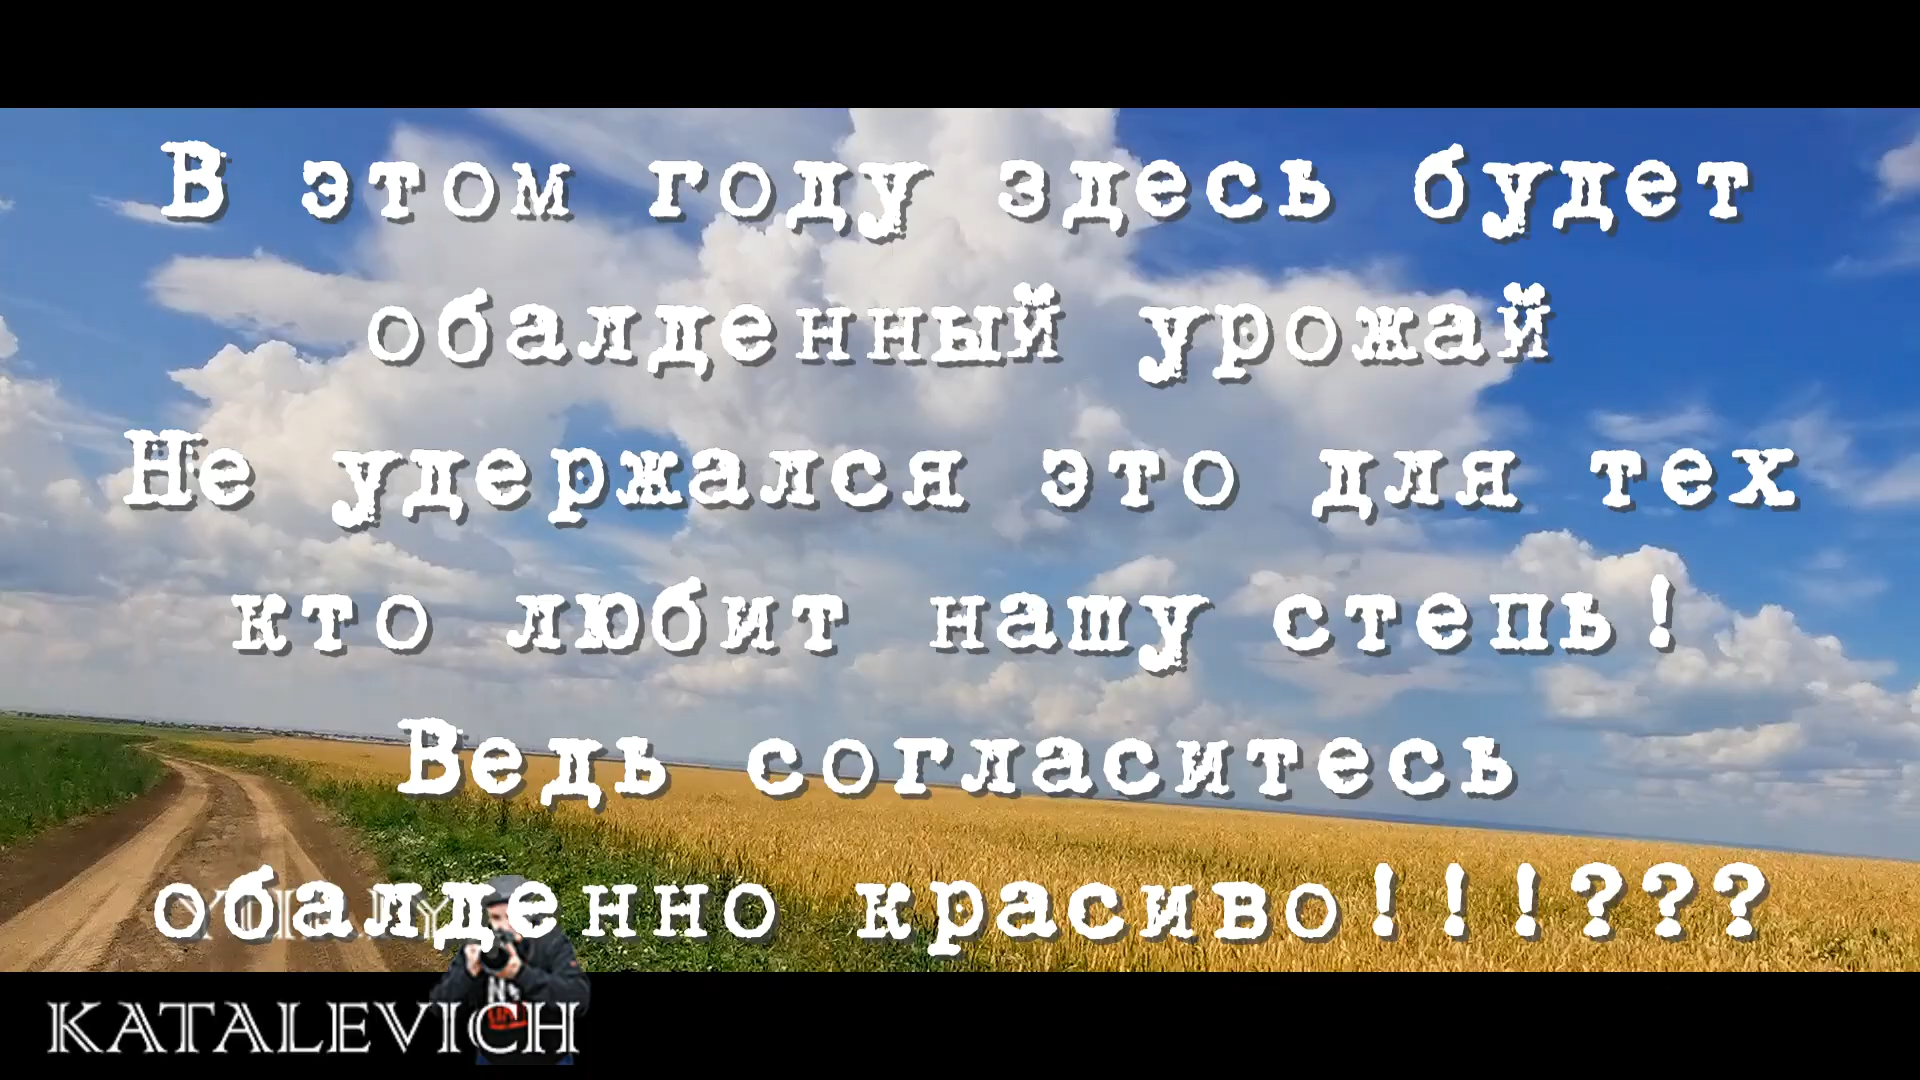 В этом году здесь будет
обалденный урожай
Не удержался это для тех
кто любит нашу степь!
Ведь согласитесь
обалденно красиво!!!???
KATALEVICH